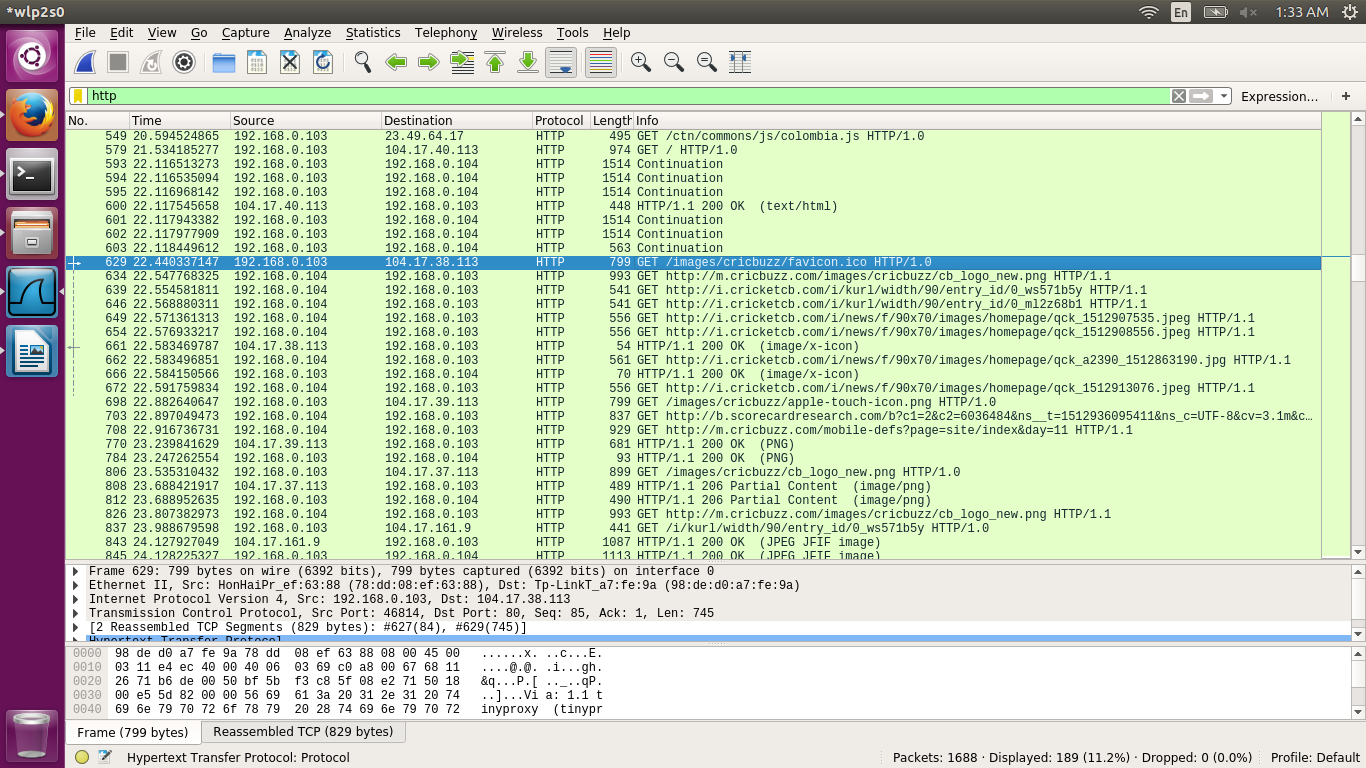 *wlp2s0 En 1:33 AM
File Edit View Go Capture Analyze Statistics Telephony Wireless Tools Help
http Expression… +
No. Time Source Destination Protocol Length Info
549 20.594524865 192.168.0.103 23.49.64.17 HTTP 495 GET /ctn/commons/js/colombia.js HTTP/1.0
579 21.534185277 192.168.0.103 104.17.40.113 HTTP 974 GET / HTTP/1.0
593 22.116513273 192.168.0.103 192.168.0.104 HTTP 1514 Continuation
594 22.116535094 192.168.0.103 192.168.0.104 HTTP 1514 Continuation
595 22.116968142 192.168.0.103 192.168.0.104 HTTP 1514 Continuation
600 22.117545658 104.17.40.113 192.168.0.103 HTTP 448 HTTP/1.1 200 OK (text/html)
601 22.117943382 192.168.0.103 192.168.0.104 HTTP 1514 Continuation
602 22.117977909 192.168.0.103 192.168.0.104 HTTP 1514 Continuation
603 22.118449612 192.168.0.103 192.168.0.104 HTTP 563 Continuation
629 22.440337147 192.168.0.103 104.17.38.113 HTTP 799 GET /images/cricbuzz/favicon.ico HTTP/1.0
634 22.547768325 192.168.0.104 192.168.0.103 HTTP 993 GET http://m.cricbuzz.com/images/cricbuzz/cb_logo_new.png HTTP/1.1
639 22.554581811 192.168.0.104 192.168.0.103 HTTP 541 GET http://i.cricketcb.com/i/kurl/width/90/entry_id/0_ws571b5y HTTP/1.1
646 22.568880311 192.168.0.104 192.168.0.103 HTTP 541 GET http://i.cricketcb.com/i/kurl/width/90/entry_id/0_ml2z68b1 HTTP/1.1
649 22.571361313 192.168.0.104 192.168.0.103 HTTP 556 GET http://i.cricketcb.com/i/news/f/90x70/images/homepage/qck_1512907535.jpeg HTTP/1.1
654 22.576933217 192.168.0.104 192.168.0.103 HTTP 556 GET http://i.cricketcb.com/i/news/f/90x70/images/homepage/qck_1512908556.jpeg HTTP/1.1
661 22.583469787 104.17.38.113 192.168.0.103 HTTP 54 HTTP/1.1 200 OK (image/x-icon)
662 22.583496851 192.168.0.104 192.168.0.103 HTTP 561 GET http://i.cricketcb.com/i/news/f/90x70/images/homepage/qck_a2390_1512863190.jpg HTTP/1.1
666 22.584150566 192.168.0.103 192.168.0.104 HTTP 70 HTTP/1.1 200 OK (image/x-icon)
672 22.591759834 192.168.0.104 192.168.0.103 HTTP 556 GET http://i.cricketcb.com/i/news/f/90x70/images/homepage/qck_1512913076.jpeg HTTP/1.1
698 22.882640647 192.168.0.103 104.17.39.113 HTTP 799 GET /images/cricbuzz/apple-touch-icon.png HTTP/1.0
703 22.897049473 192.168.0.104 192.168.0.103 HTTP 837 GET http://b.scorecardresearch.com/b?c1=2&c2=6036484&ns__t=1512936095411&ns_c=UTF-8&cv=3.1m&c…
708 22.916736731 192.168.0.104 192.168.0.103 HTTP 929 GET http://m.cricbuzz.com/mobile-defs?page=site/index&day=11 HTTP/1.1
770 23.239841629 104.17.39.113 192.168.0.103 HTTP 681 HTTP/1.1 200 OK (PNG)
784 23.247262554 192.168.0.103 192.168.0.104 HTTP 93 HTTP/1.1 200 OK (PNG)
806 23.535310432 192.168.0.103 104.17.37.113 HTTP 899 GET /images/cricbuzz/cb_logo_new.png HTTP/1.0
808 23.688421917 104.17.37.113 192.168.0.103 HTTP 489 HTTP/1.1 206 Partial Content (image/png)
812 23.688952635 192.168.0.103 192.168.0.104 HTTP 490 HTTP/1.1 206 Partial Content (image/png)
826 23.807382973 192.168.0.104 192.168.0.103 HTTP 993 GET http://m.cricbuzz.com/images/cricbuzz/cb_logo_new.png HTTP/1.1
837 23.988679598 192.168.0.103 104.17.161.9 HTTP 441 GET /i/kurl/width/90/entry_id/0_ws571b5y HTTP/1.0
843 24.127927049 104.17.161.9 192.168.0.103 HTTP 1087 HTTP/1.1 200 OK (JPEG JFIF image)
845 24.128225327 192.168.0.103 192.168.0.104 HTTP 1113 HTTP/1.1 200 OK (JPEG JFIF image)
Frame 629: 799 bytes on wire (6392 bits), 799 bytes captured (6392 bits) on interface 0
Ethernet II, Src: HonHaiPr_ef:63:88 (78:dd:08:ef:63:88), Dst: Tp-LinkT_a7:fe:9a (98:de:d0:a7:fe:9a)
Internet Protocol Version 4, Src: 192.168.0.103, Dst: 104.17.38.113
Transmission Control Protocol, Src Port: 46814, Dst Port: 80, Seq: 85, Ack: 1, Len: 745
[2 Reassembled TCP Segments (829 bytes): #627(84), #629(745)]
Hypertext Transfer Protocol
0000 98 de d0 a7 fe 9a 78 dd 08 ef 63 88 08 00 45 00 ......x. ..c...E.
0010 03 11 e4 ec 40 00 40 06 03 69 c0 a8 00 67 68 11 ....@.@. .i...gh.
0020 26 71 b6 de 00 50 bf 5b f3 c8 5f 08 e2 71 50 18 &q...P.[ .._..qP.
0030 00 e5 5d 82 00 00 56 69 61 3a 20 31 2e 31 20 74 ..]...Vi a: 1.1 t
0040 69 6e 79 70 72 6f 78 79 20 28 74 69 6e 79 70 72 inyproxy (tinypr
Frame (799 bytes) Reassembled TCP (829 bytes)
Hypertext Transfer Protocol: Protocol Packets: 1688 · Displayed: 189 (11.2%) · Dropped: 0 (0.0%) Profile: Default